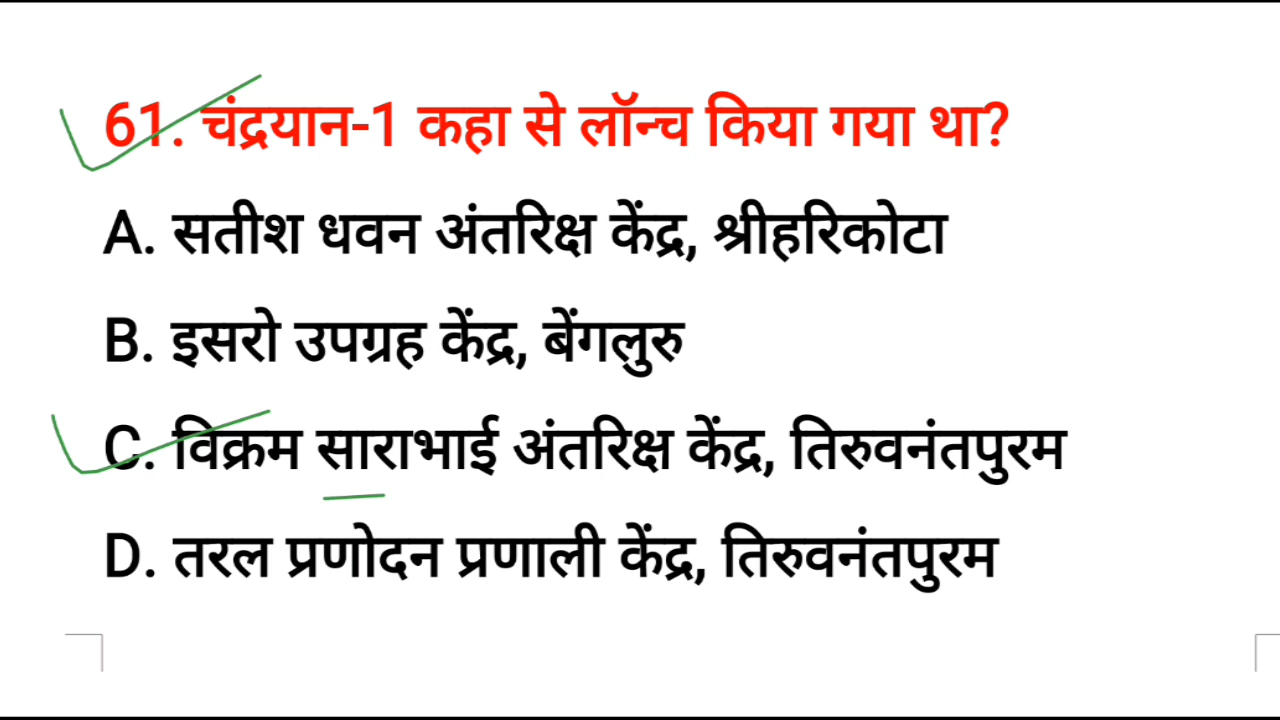 61. चंद्रयान-1 कहा से लॉन्च किया गया था?
A. सतीश धवन अंतरिक्ष केंद्र, श्रीहरिकोटा
B. इसरो उपग्रह केंद्र, बेंगलुरु
C. विक्रम साराभाई अंतरिक्ष केंद्र, तिरुवनंतपुरम
D. तरल प्रणोदन प्रणाली केंद्र, तिरुवनंतपुरम